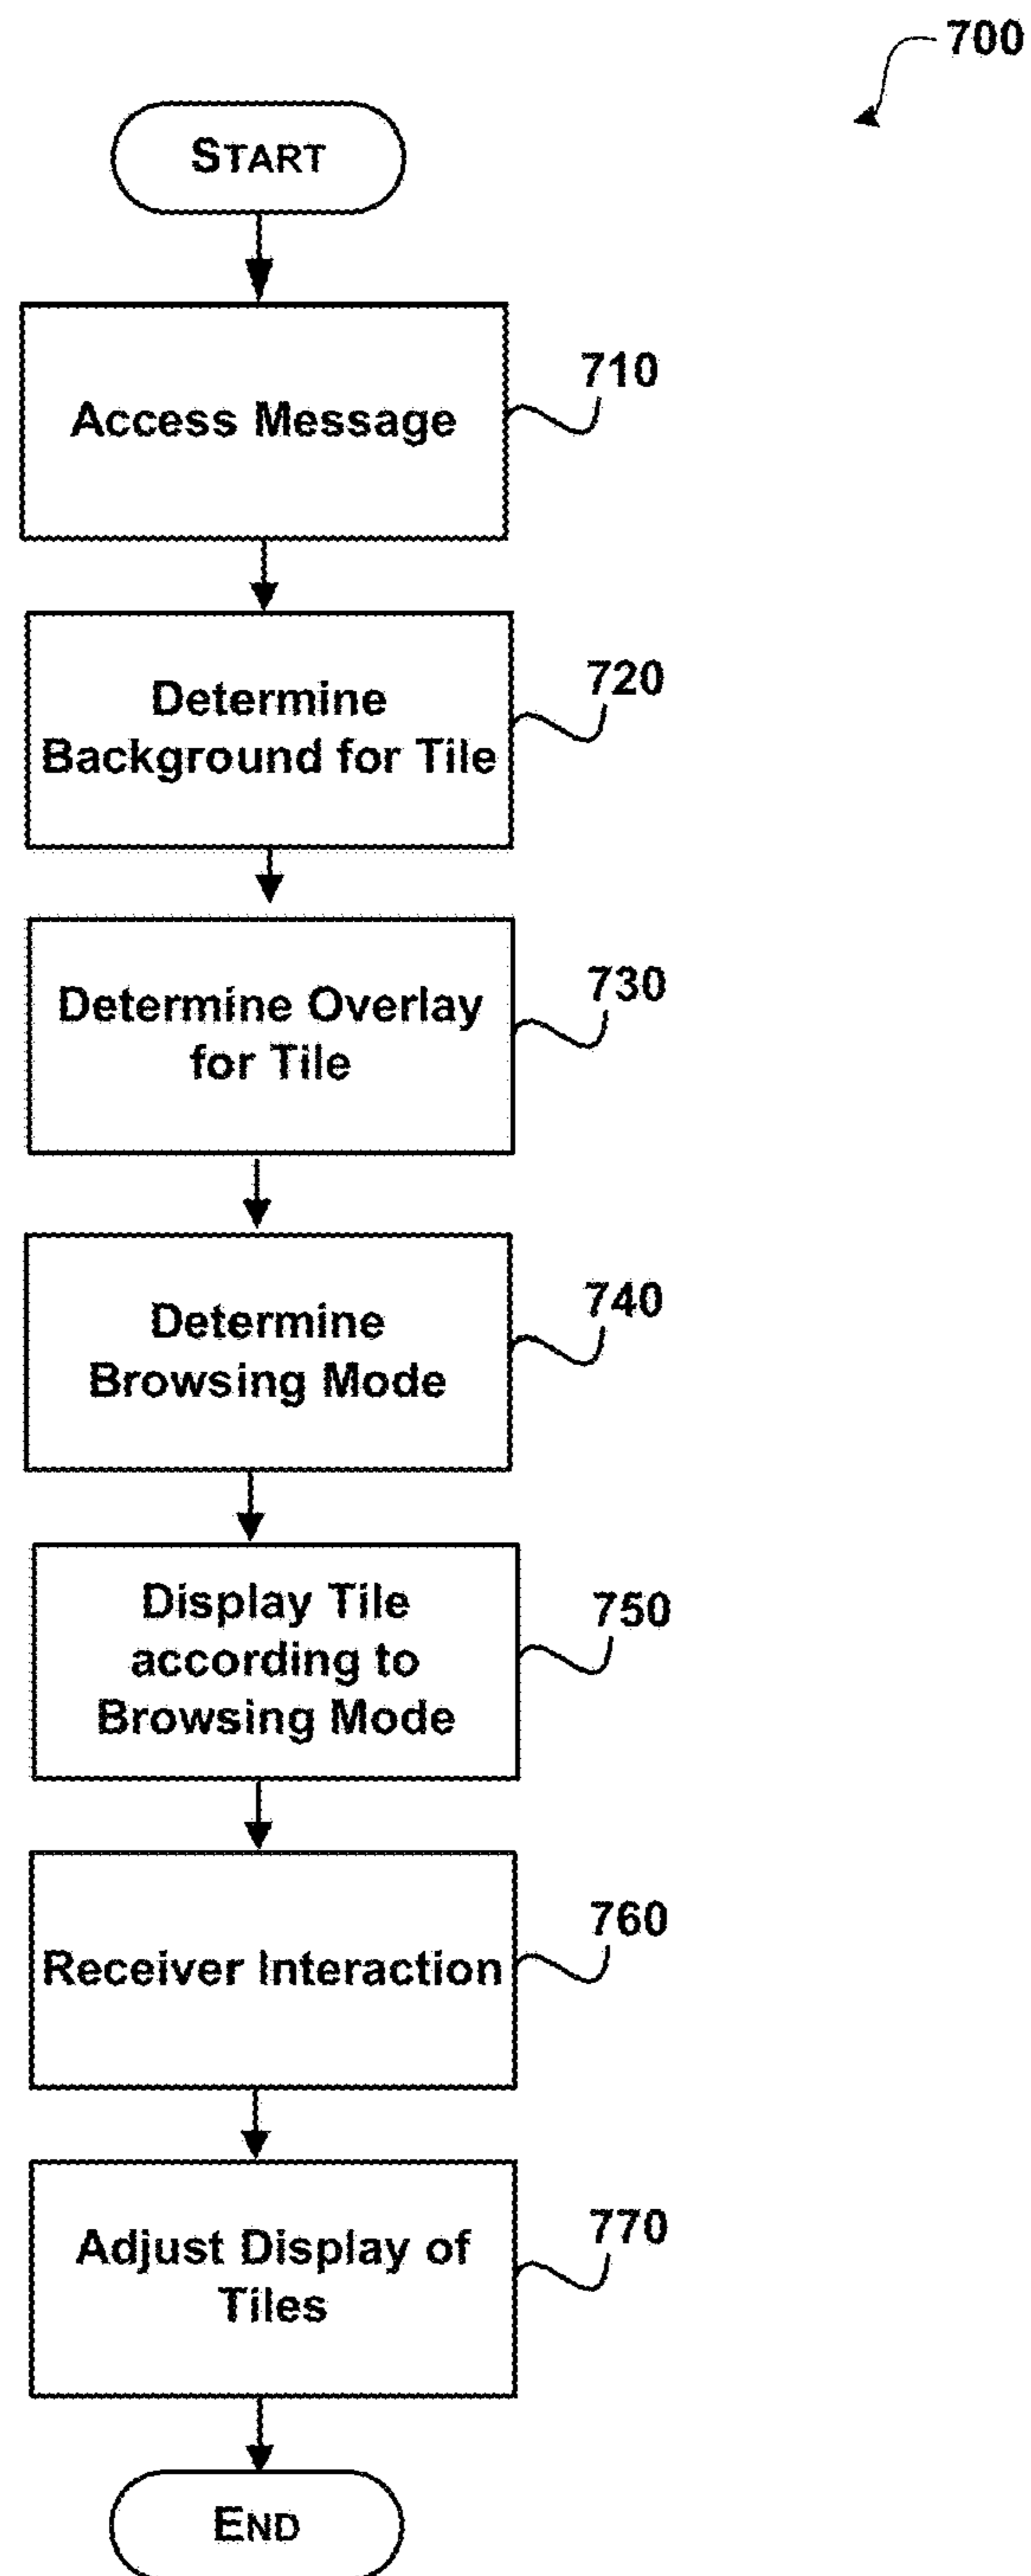 700
START
Access Message
710
Determine
Background for Tile
720
Determine Overlay
for Tile
730
Determine
Browsing Mode
740
Display Tile
according to
Browsing Mode
750
Receiver Interaction
760
Adjust Display of
Tiles
770
END